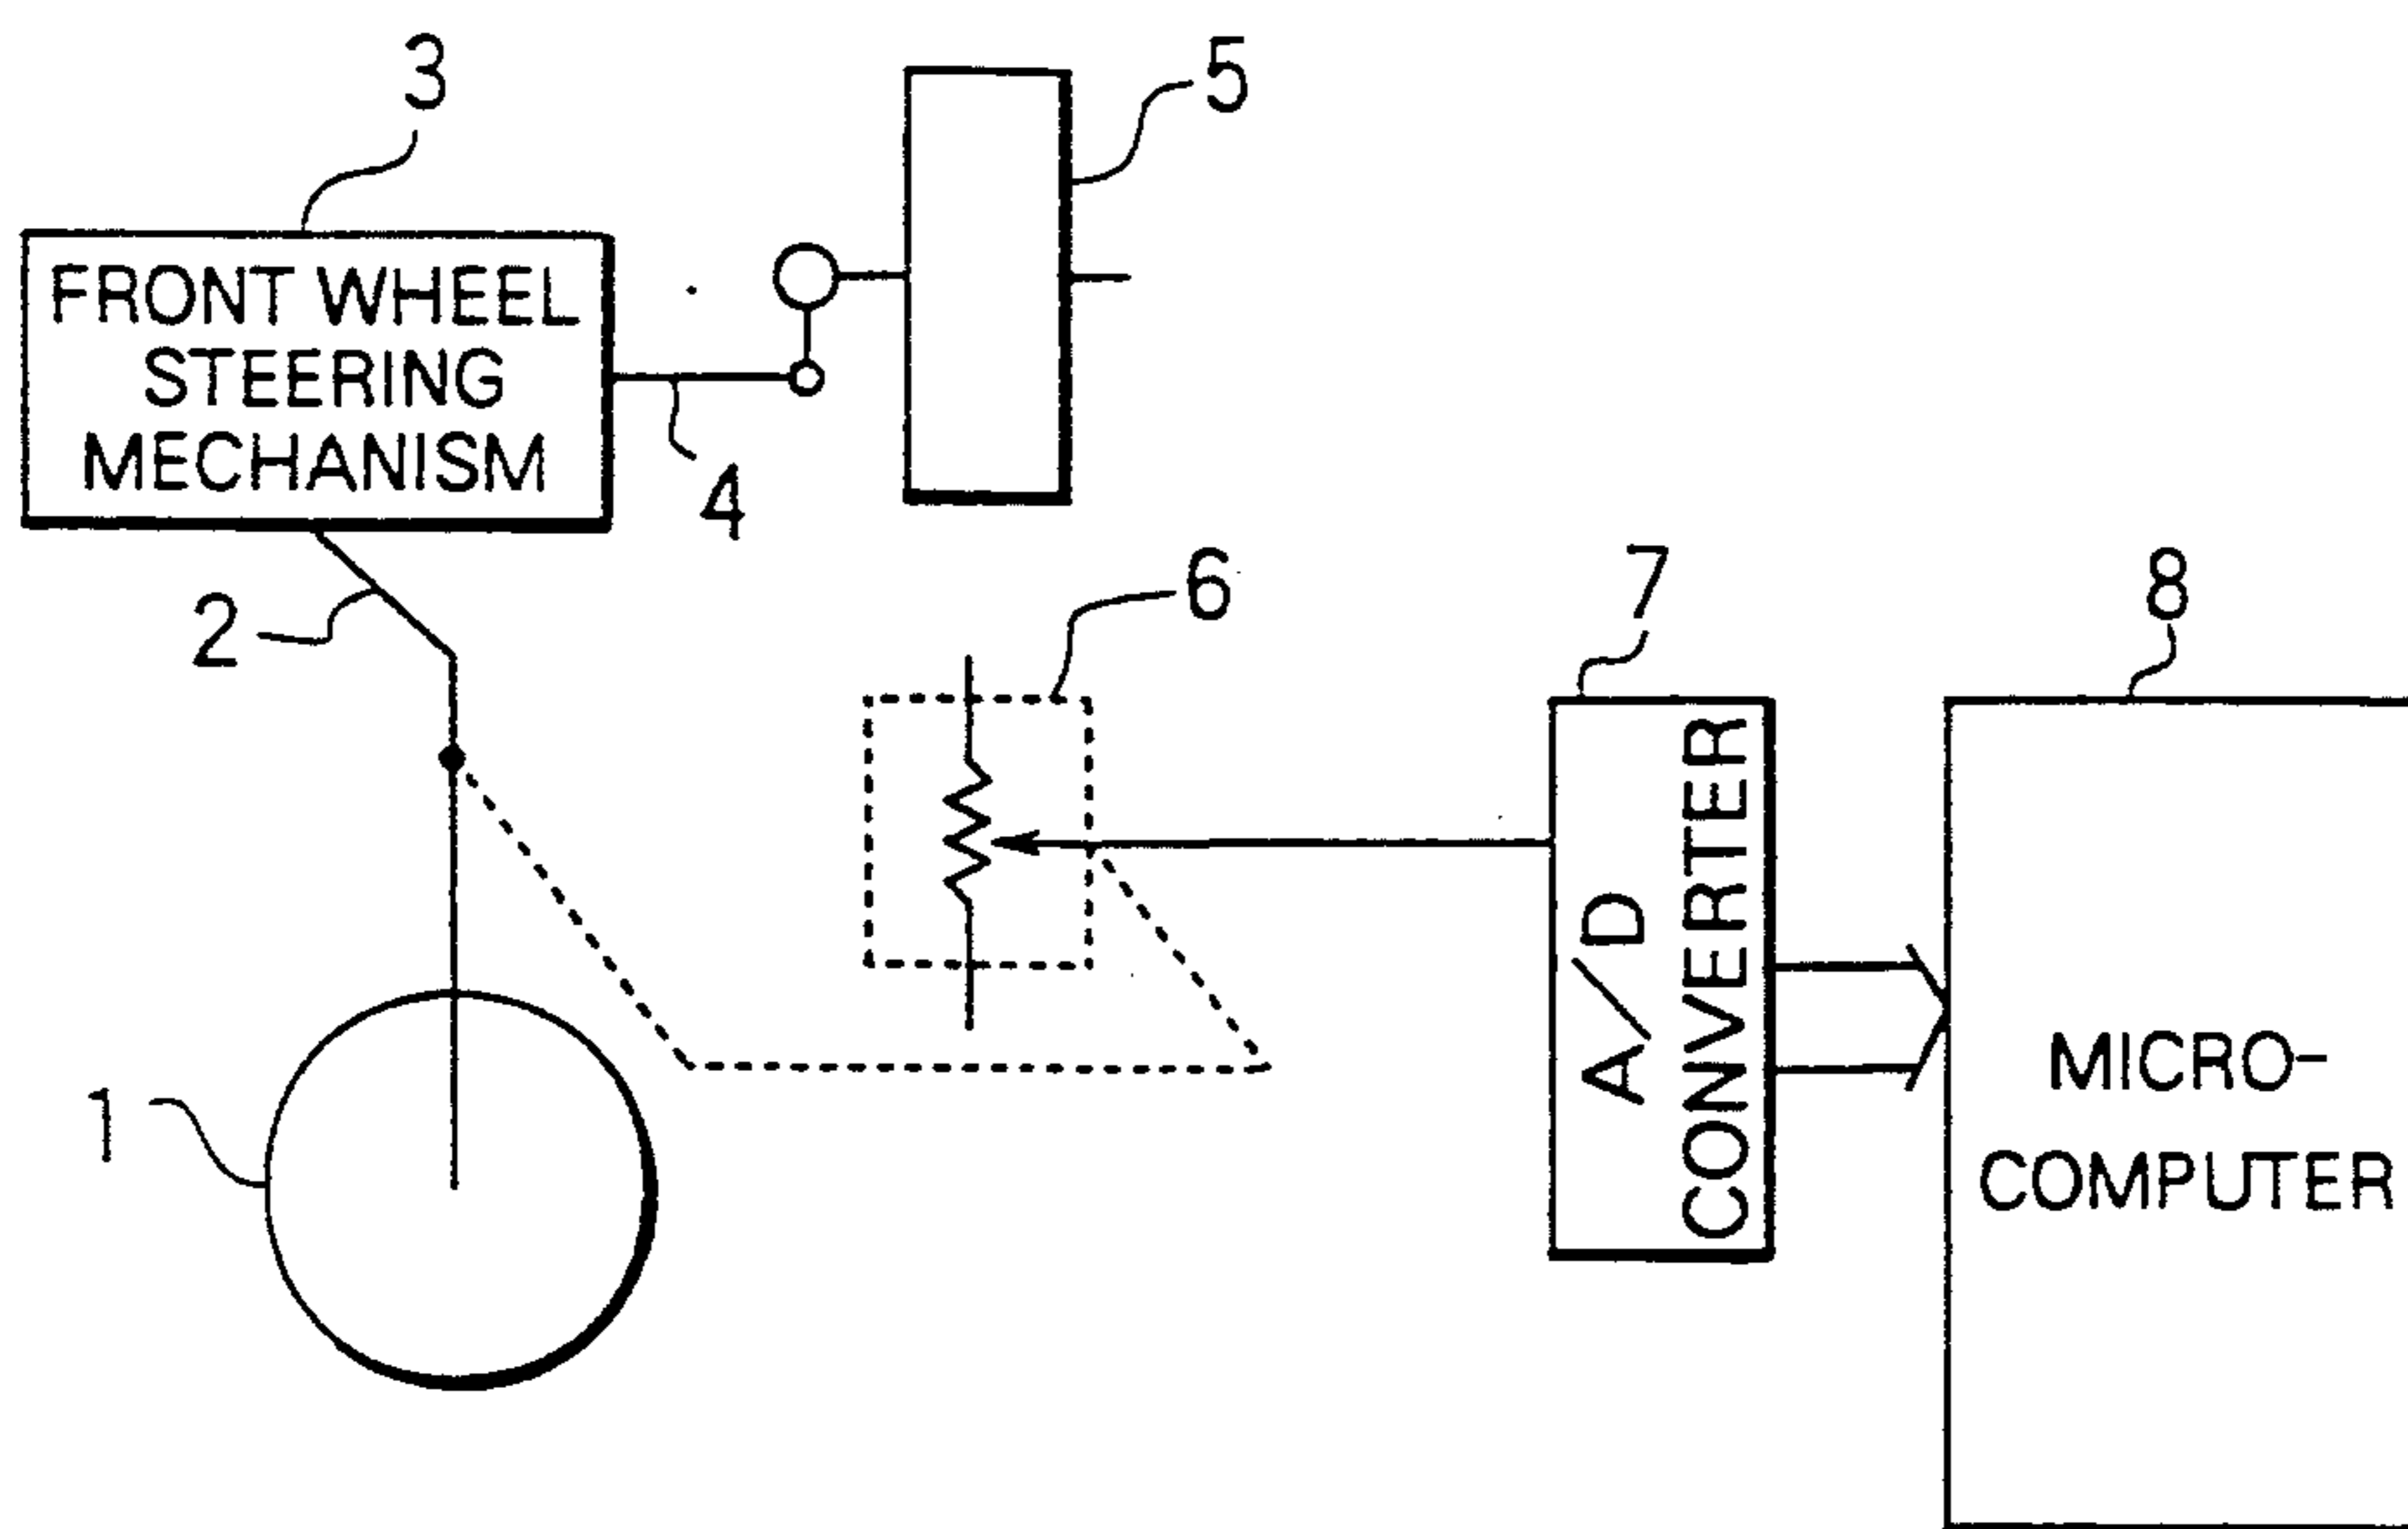 3
5
FRONT WHEEL
STEERING
MECHANISM
4
2
6
7
8
A/D
CONVERTER
1
MICRO-
COMPUTER